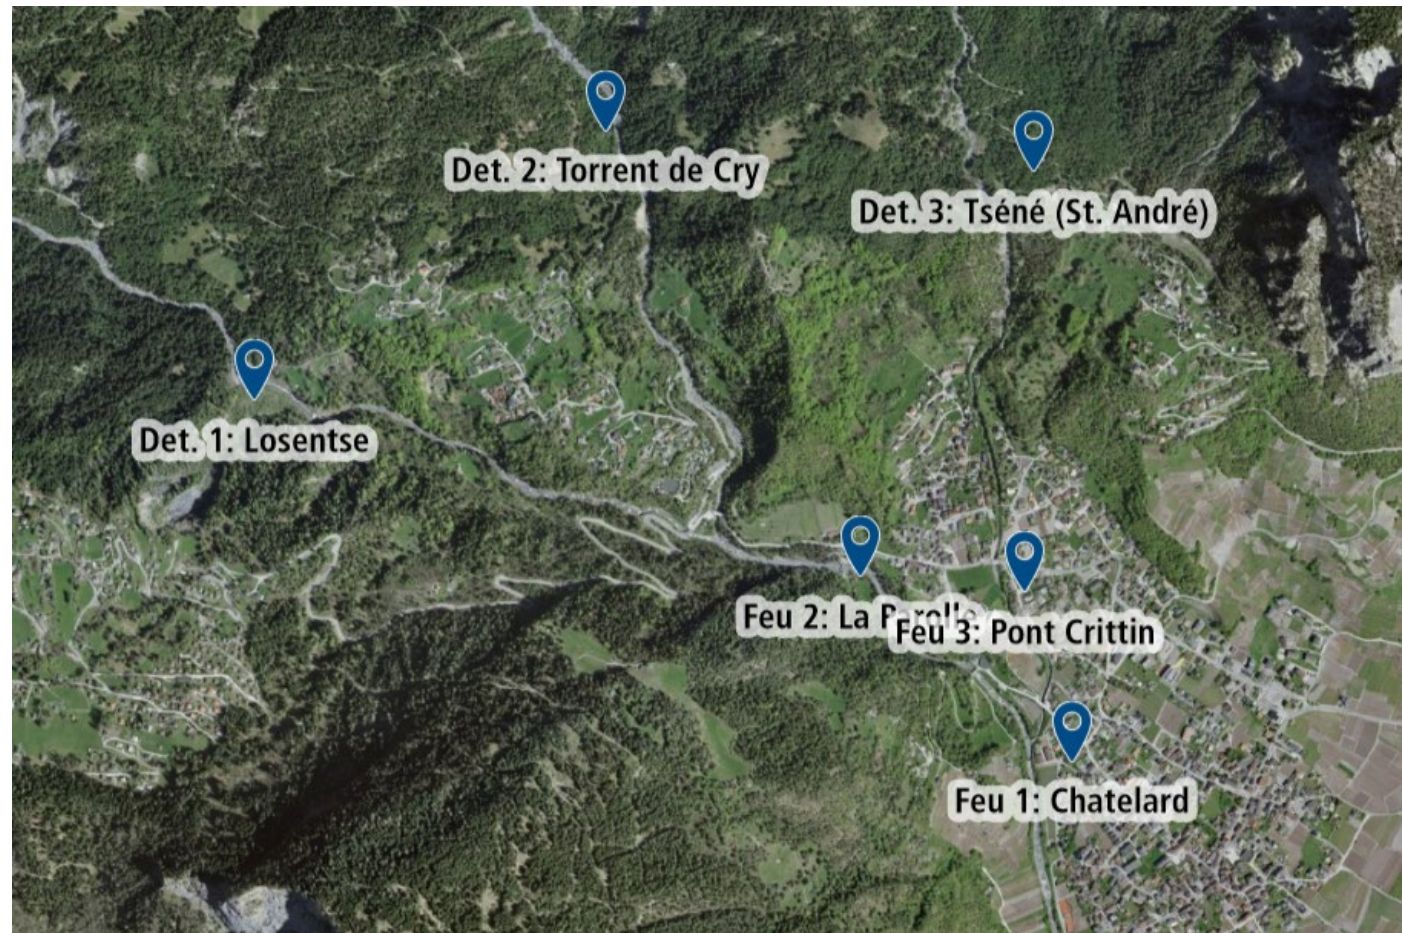 Det. 2: Torrent de Cry
Det. 3: Tséné (St. André)
Det. 1: Losentse
Feu 2: La
Feu 3: Pont Crittin
Feu 1: Chatelard